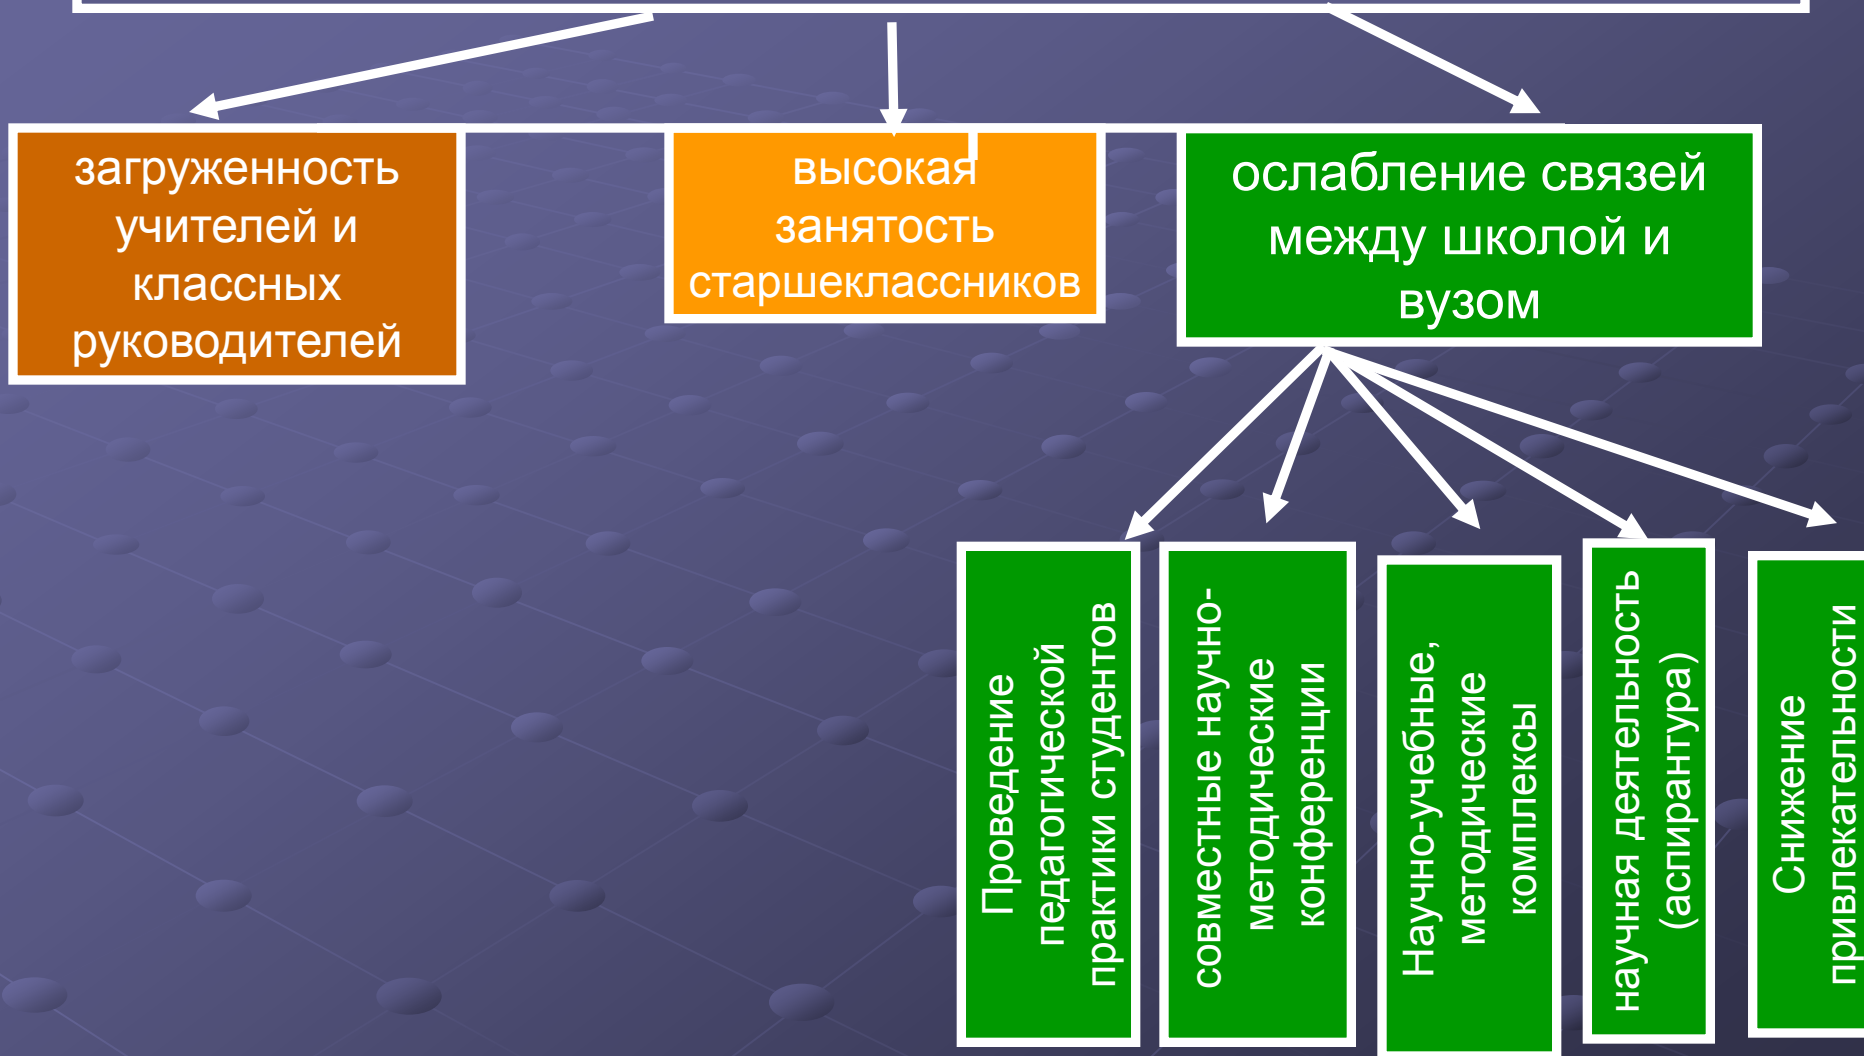 загруженность
учителей и
классных
руководителей
высокая
занятость
старшеклассников
ослабление связей
между школой и
вузом
Проведение
педагогической
практики студентов
совместные научно-
методические
конференции
Научно-учебные,
методические
комплексы
научная деятельность
(аспирантура)
Снижение
привлекательности